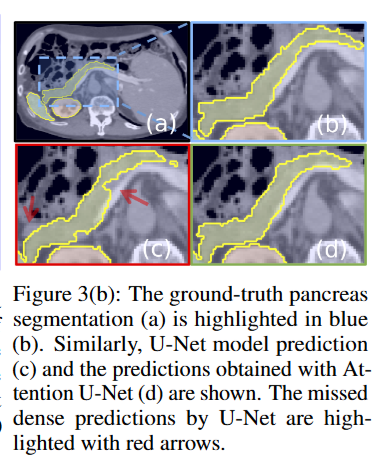 (a)
(b)
(c)
(d)
Figure 3(b): The ground-truth pancreas
segmentation (a) is highlighted in blue
(b). Similarly, U-Net model prediction
(c) and the predictions obtained with At-
tention U-Net (d) are shown. The missed
dense predictions by U-Net are high-
lighted with red arrows.